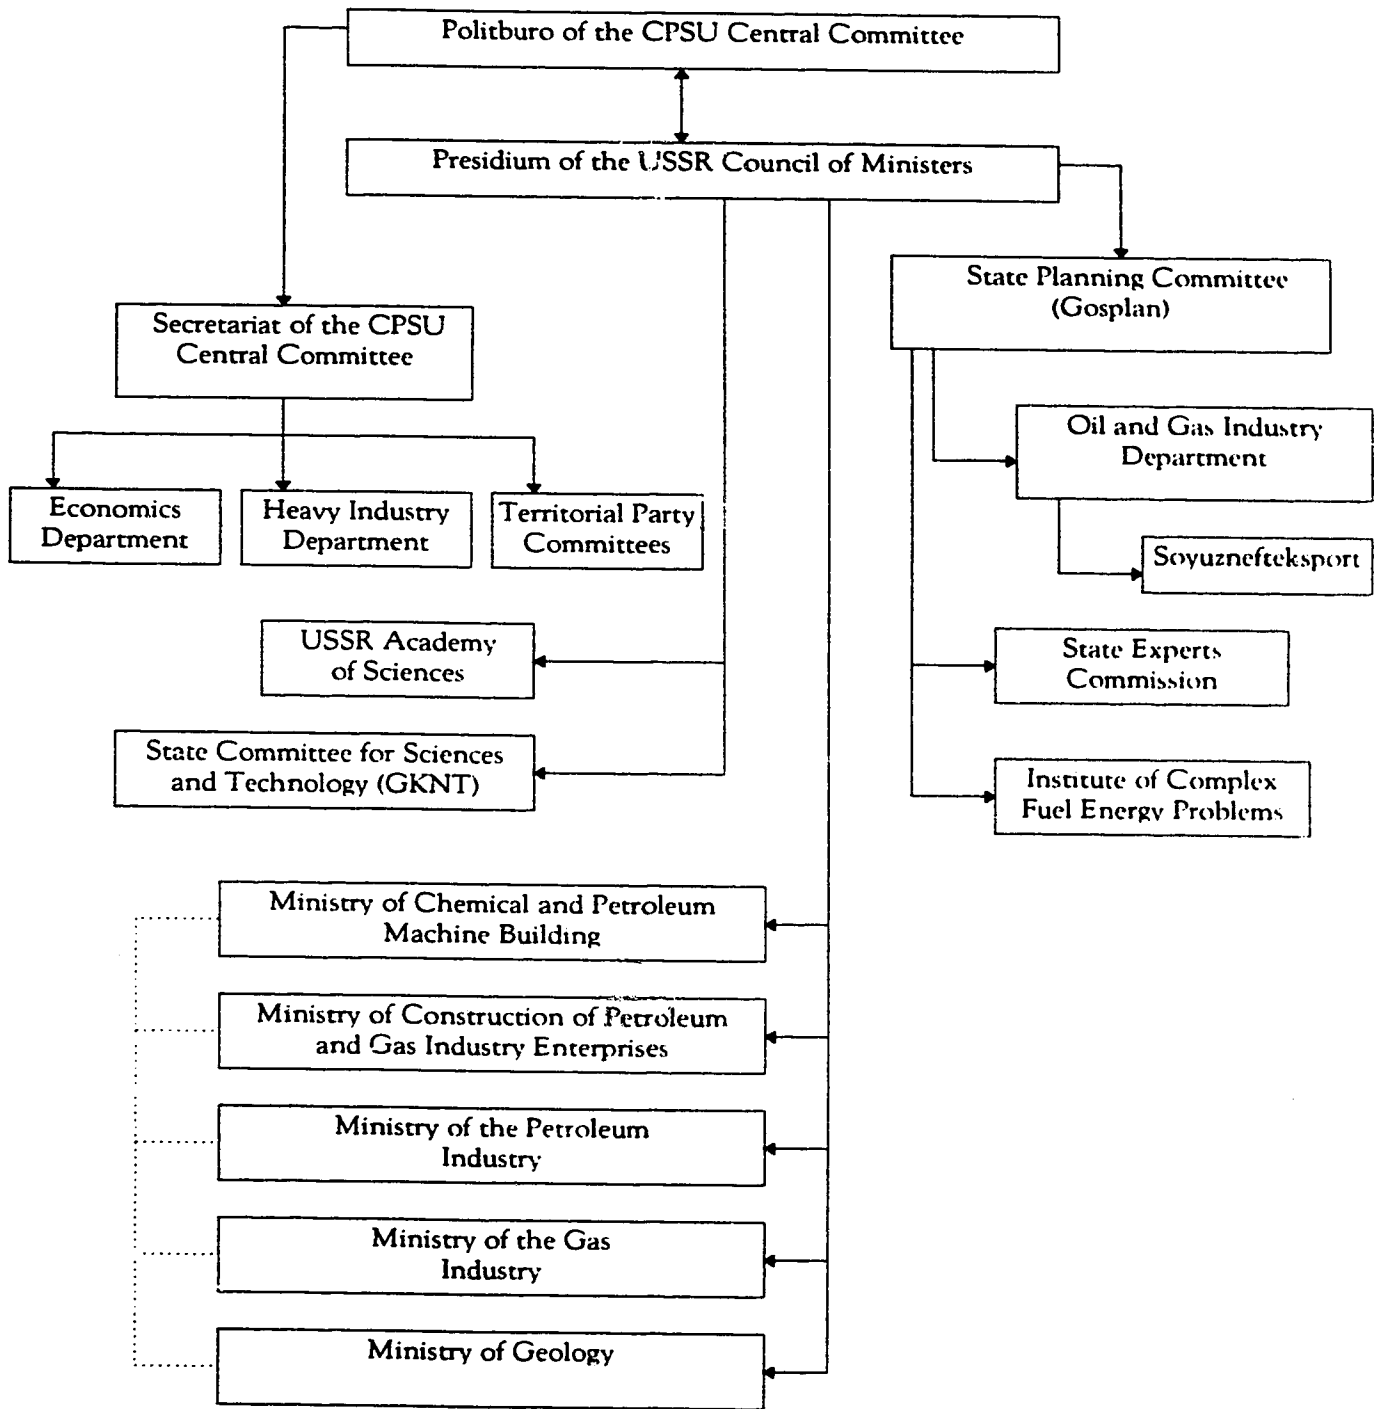 Politburo of the CPSU Central Committee
Presidium of the USSR Council of Ministers
State Planning Committee
(Gosplan)
Secretariat of the CPSU
Central Committee
Oil and Gas Industry
Department
Economics
Department
Heavy Industry
Department
Territorial Party
Committees
Soyuznefteksport
USSR Academy
of Sciences
State Experts
Commission
State Committee for Sciences
and Technology (GKNT)
Institute of Complex
Fuel Energy Problems
Ministry of Chemical and Petroleum
Machine Building
Ministry of Construction of Petroleum
and Gas Industry Enterprises
Ministry of the Petroleum
Industry
Ministry of the Gas
Industry
Ministry of Geology